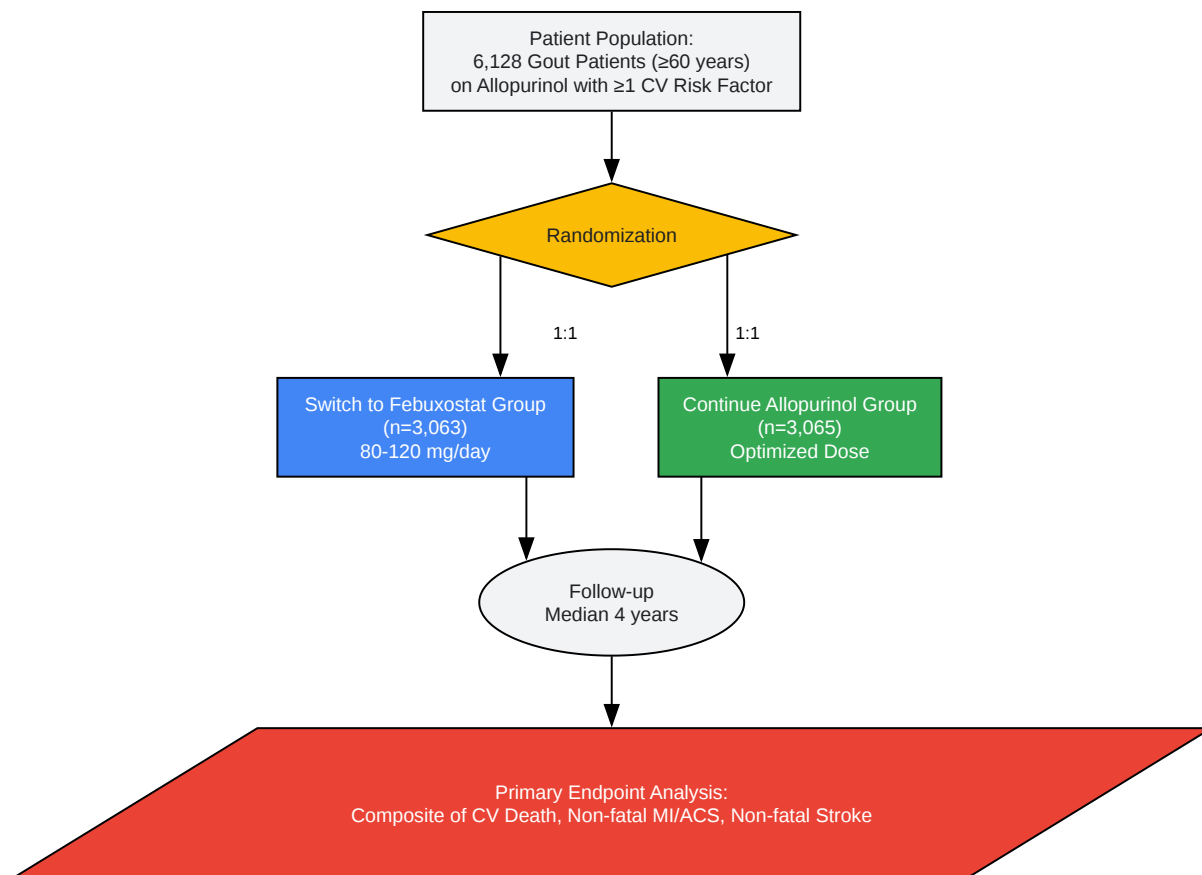 Patient Population:
6,128 Gout Patients (≥60 years)
on Allopurinol with ≥1 CV Risk Factor
Randomization
1:1
1:1
Switch to Febuxostat Group
(n=3,063)
80-120 mg/day
Continue Allopurinol Group
(n=3,065)
Optimized Dose
Follow-up
Median 4 years
Primary Endpoint Analysis:
Composite of CV Death, Non-fatal MI/ACS, Non-fatal Stroke